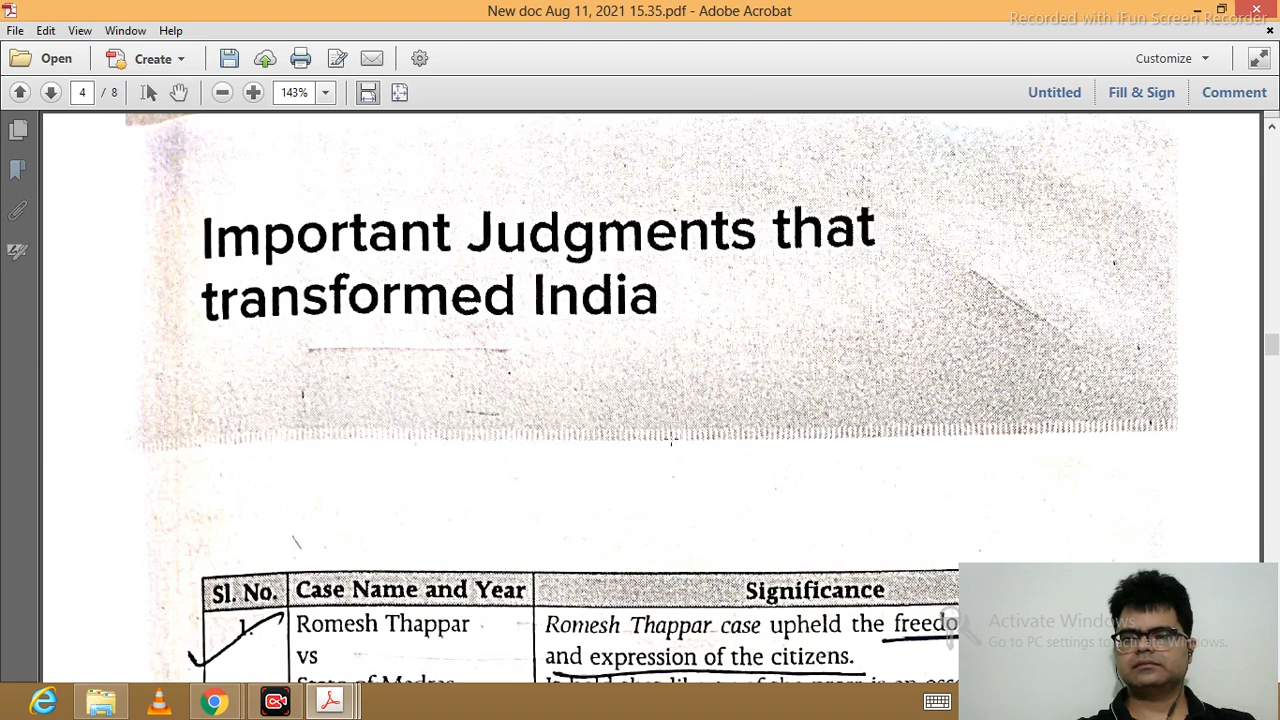 New doc Aug 11, 2021 15.35.pdf - Adobe Acrobat
Recorded with iFun Screen Recorder
File Edit View Window Help
Open Create Customize
4 / 8 143% Untitled Fill & Sign Comment
Important Judgments that
transformed India
Sl. No. Case Name and Year Significance
1. Romesh Thappar Romesh Thappar case upheld the
vs and expression of the citizens.
Activate Windows
Go to PC settings to activate Windows.